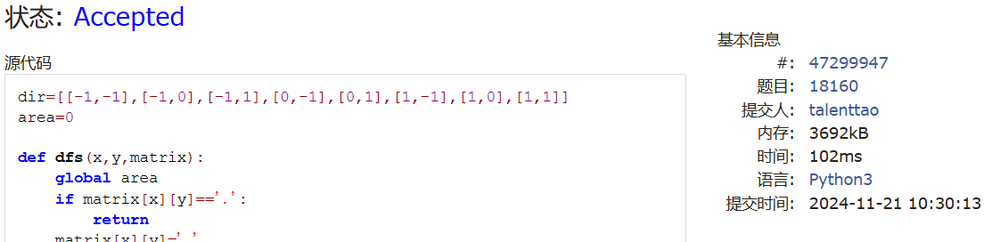 状态: Accepted
源代码
dir=[[-1,-1],[-1,0],[-1,1],[0,-1],[0,1],[1,-1],[1,0],[1,1]]
area=0
def dfs(x,y,matrix):
global area
if matrix[x][y]=='.':
return
matrix[x][y]='.'
基本信息
#: 47299947
题目: 18160
提交人: talenttao
内存: 3692kB
时间: 102ms
语言: Python3
提交时间: 2024-11-21 10:30:13